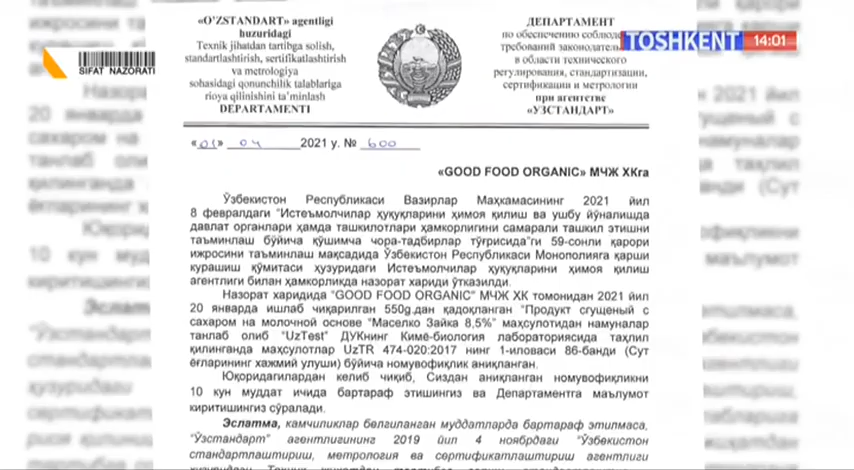 «O'ZSTANDART» agentligi
huzuridagi
Texnik jihatdan tartibga solish,
standartlashtirish, sertifikatlashtirish
va metrologiya
sohasidagi qonunchilik talablariga
rioya qilinishini ta'minlash
DEPARTAMENTI
ДЕПАРТАМЕНТ
по обеспечению соблюде
требований законодател
в области технического
регулирования, стандартизации,
сертификации и метрологии
при агентстве
«УЗСТАНДАРТ»
TOSHKENT 14:01
SIFAT NAZORATI
«01» 04 2021 y. № 600
«GOOD FOOD ORGANIC» МЧЖ ХКга
Ўзбекистон Республикаси Вазирлар Маҳкамасининг 2021 йил
8 февралдаги "Истеъмолчилар ҳуқуқларини ҳимоя қилиш ва ушбу йўналишда
давлат органлари ҳамда ташкилотлари ҳамкорлигини самарали ташкил этишни
таъминлаш бўйича қўшимча чора-тадбирлар тўғрисида"ги 59-сонли қарори
ижросини таъминлаш мақсадида Ўзбекистон Республикаси Монополияга қарши
курашиш қўмитаси ҳузуридаги Истеъмолчилар ҳуқуқларини ҳимоя қилиш
агентлиги билан ҳамкорликда назорат хариди ўтказилди.
Назорат харидида "GOOD FOOD ORGANIC" МЧЖ ХК томонидан 2021 йил
20 январда ишлаб чиқарилган 550g.дан қадоқланган "Продукт сгущеный с
сахаром на молочной основе "Маселко Зайка 8,5%" маҳсулотидан намуналар
танлаб олиб "UzTest" ДУКнинг Киме-биология лабораториясида таҳлил
қилинганда маҳсулотлар UzTR 474-020:2017 нинг 1-иловаси 86-банди (Сут
ёғларининг хажмий улуши) бўйича номувофиқлик аниқланган.
Юқоридагилардан келиб чиқиб, Сиздан аниқланган номувофиқликни
10 кун муддат ичида бартараф этишингиз ва Департаментга маълумот
киритишингиз сўралади.
Эслатма, камчиликлар белгиланган муддатларда бартараф этилмаса,
"Ўзстандарт" агентлигининг 2019 йил 4 ноябрдаги "Ўзбекистон
стандартлаштириш, метрология ва сертификатлаштириш агентлиги